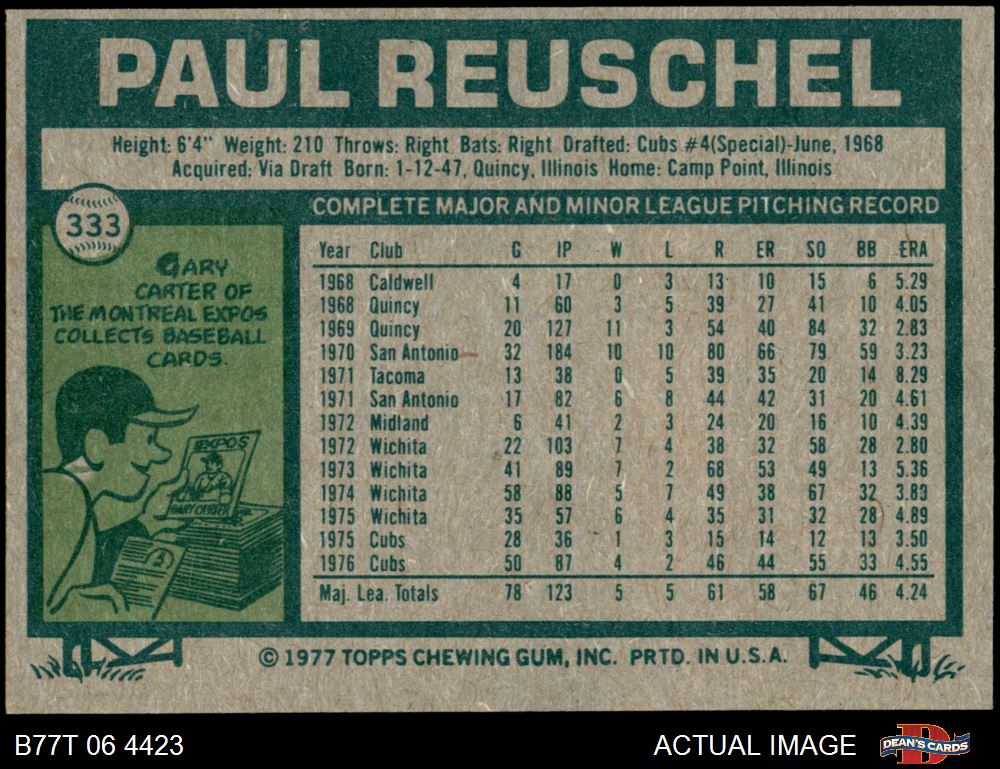 PAUL REUSCHEL
Height: 6'4" Weight: 210 Throws: Right Bats: Right Drafted: Cubs #4(Special)-June, 1968
Acquired: Via Draft Born: 1-12-47, Quincy, Illinois Home: Camp Point, Illinois
333
GARY
CARTER OF
THE MONTREAL EXPOS
COLLECTS BASEBALL
CARDS.
EXPOS
GARY CARTER
COMPLETE MAJOR AND MINOR LEAGUE PITCHING RECORD
Year Club G IP W L R ER SO BB ERA
1968 Caldwell 4 17 0 3 13 10 15 6 5.29
1968 Quincy 11 60 3 5 39 27 41 10 4.05
1969 Quincy 20 127 11 3 54 40 84 32 2.83
1970 San Antonio 32 184 10 10 80 66 79 59 3.23
1971 Tacoma 13 38 0 5 39 35 20 14 8.29
1971 San Antonio 17 82 6 8 44 42 31 20 4.61
1972 Midland 6 41 2 3 24 20 16 10 4.39
1972 Wichita 22 103 7 4 38 32 58 28 2.80
1973 Wichita 41 89 7 2 68 53 49 13 5.36
1974 Wichita 58 88 5 7 49 38 67 32 3.89
1975 Wichita 35 57 6 4 35 31 32 28 4.89
1975 Cubs 28 36 1 3 15 14 12 13 3.50
1976 Cubs 50 87 4 2 46 44 55 33 4.55
Maj. Lea. Totals 78 123 5 5 61 58 67 46 4.24
© 1977 TOPPS CHEWING GUM, INC. PRTD. IN U.S.A.
B77T 06 4423
ACTUAL IMAGE
DEAN'S CARDS